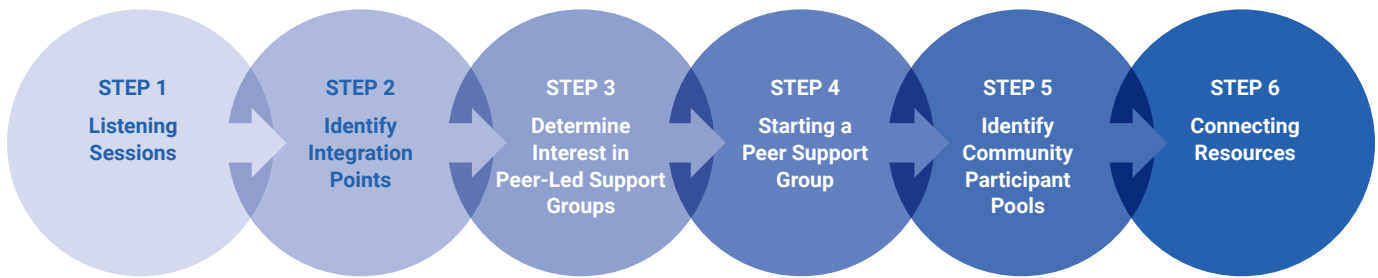 STEP 1
Listening
Sessions
STEP 2
Identify
Integration
Points
STEP 3
Determine
Interest in
Peer-Led Support
Groups
STEP 4
Starting a
Peer Support
Group
STEP 5
Identify
Community
Participant
Pools
STEP 6
Connecting
Resources